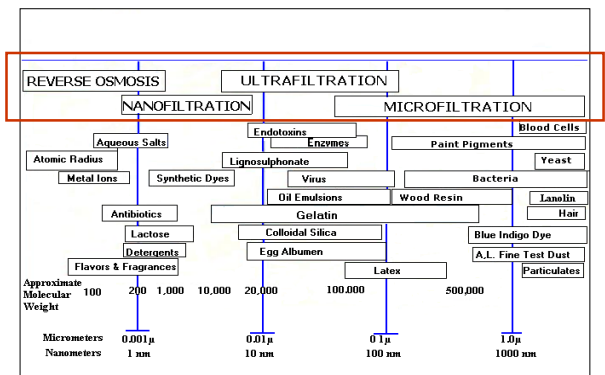 REVERSE OSMOSIS ULTRAFILTRATION
NANOFILTRATION MICROFILTRATION
Blood Cells
Endotoxins
Aqueous Salts Enzymes Paint Pigments
Atomic Radius Lignosulphonate Yeast
Metal Ions Synthetic Dyes Virus Bacteria
Oil Emulsions Wood Resin Lanolin
Antibiotics Gelatin Hair
Lactose Colloidal Silica Blue Indigo Dye
Detergents Egg Albumen A.L. Fine Test Dust
Flavors & Fragrances Latex Particulates
Approximate
Molecular 100 200 1,000 10,000 20,000 100.000 500,000
Weight
Micrometers 0.001µ 0.01µ 0 1µ 1.0µ
Nanometers 1 nm 10 nm 100 nm 1000 nm